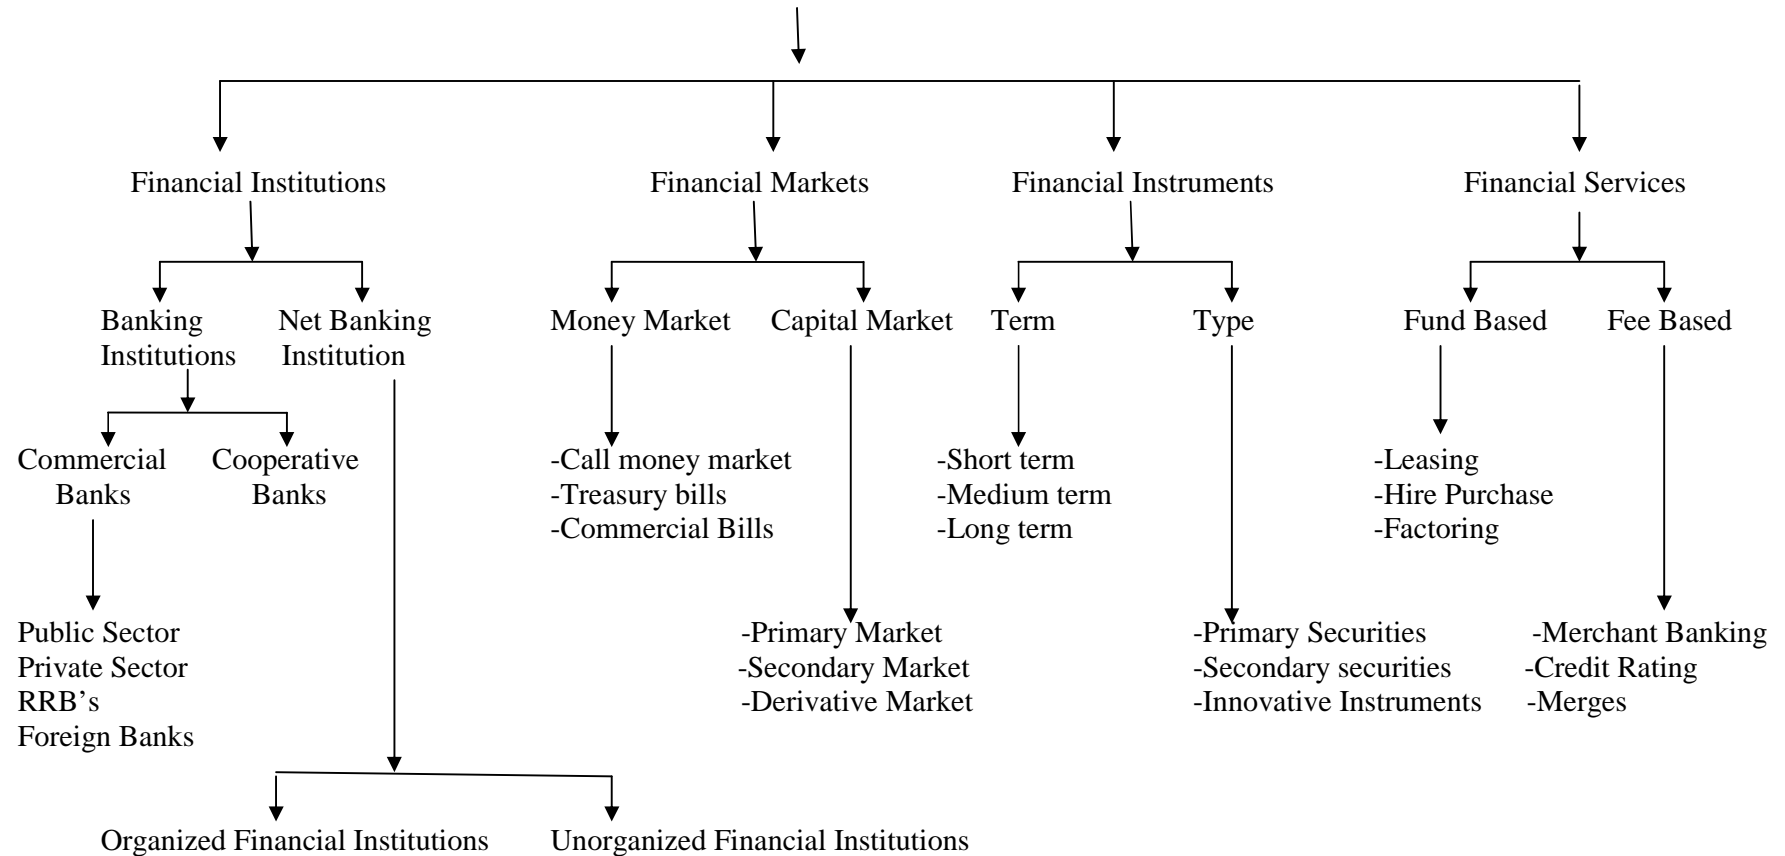 Financial Institutions Financial Markets Financial Instruments Financial Services
Banking Net Banking Money Market Capital Market Term Type Fund Based Fee Based
Institutions Institution
Commercial Cooperative -Call money market -Short term -Leasing
Banks Banks -Treasury bills -Medium term -Hire Purchase
-Commercial Bills -Long term -Factoring
Public Sector -Primary Market -Primary Securities -Merchant Banking
Private Sector -Secondary Market -Secondary securities -Credit Rating
RRB’s -Derivative Market -Innovative Instruments -Merges
Foreign Banks
Organized Financial Institutions Unorganized Financial Institutions